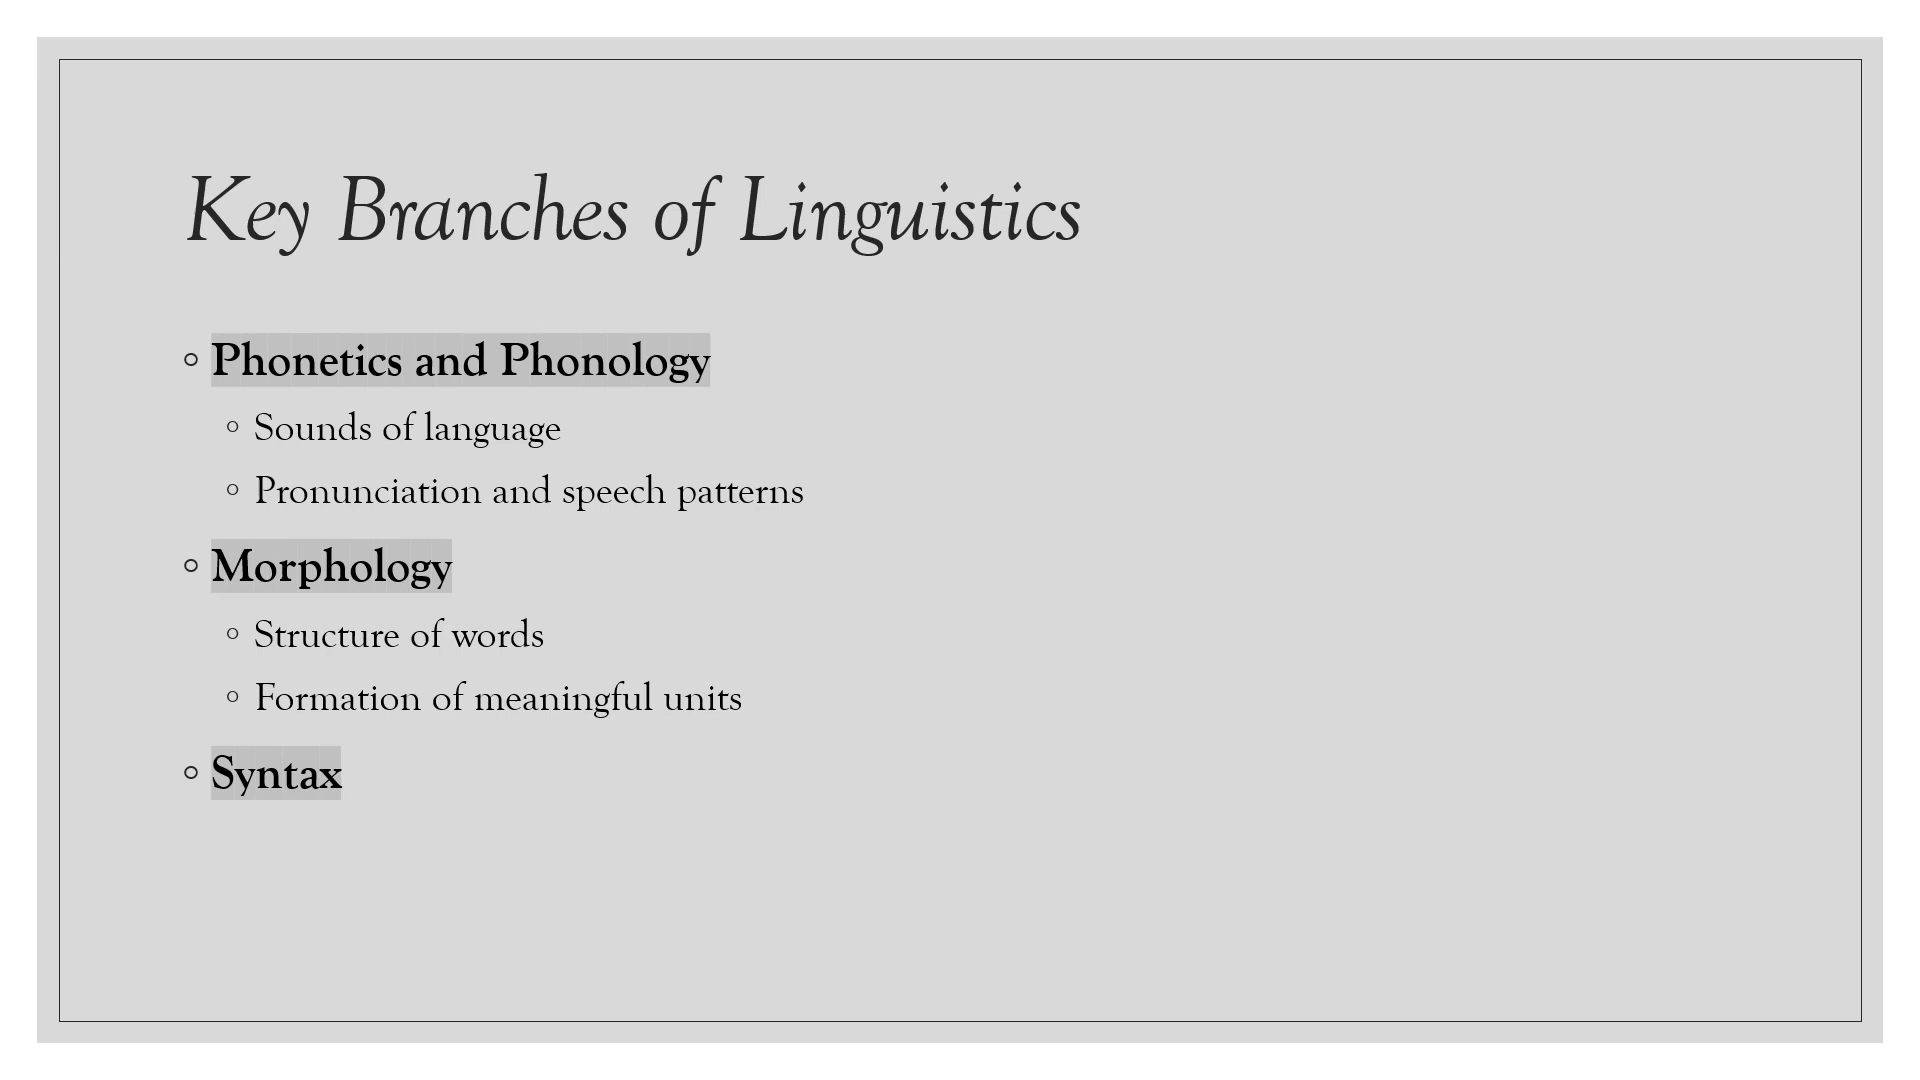 Key Branches of Linguistics
Phonetics and Phonology
Sounds of language
Pronunciation and speech patterns
Morphology
Structure of words
Formation of meaningful units
Syntax